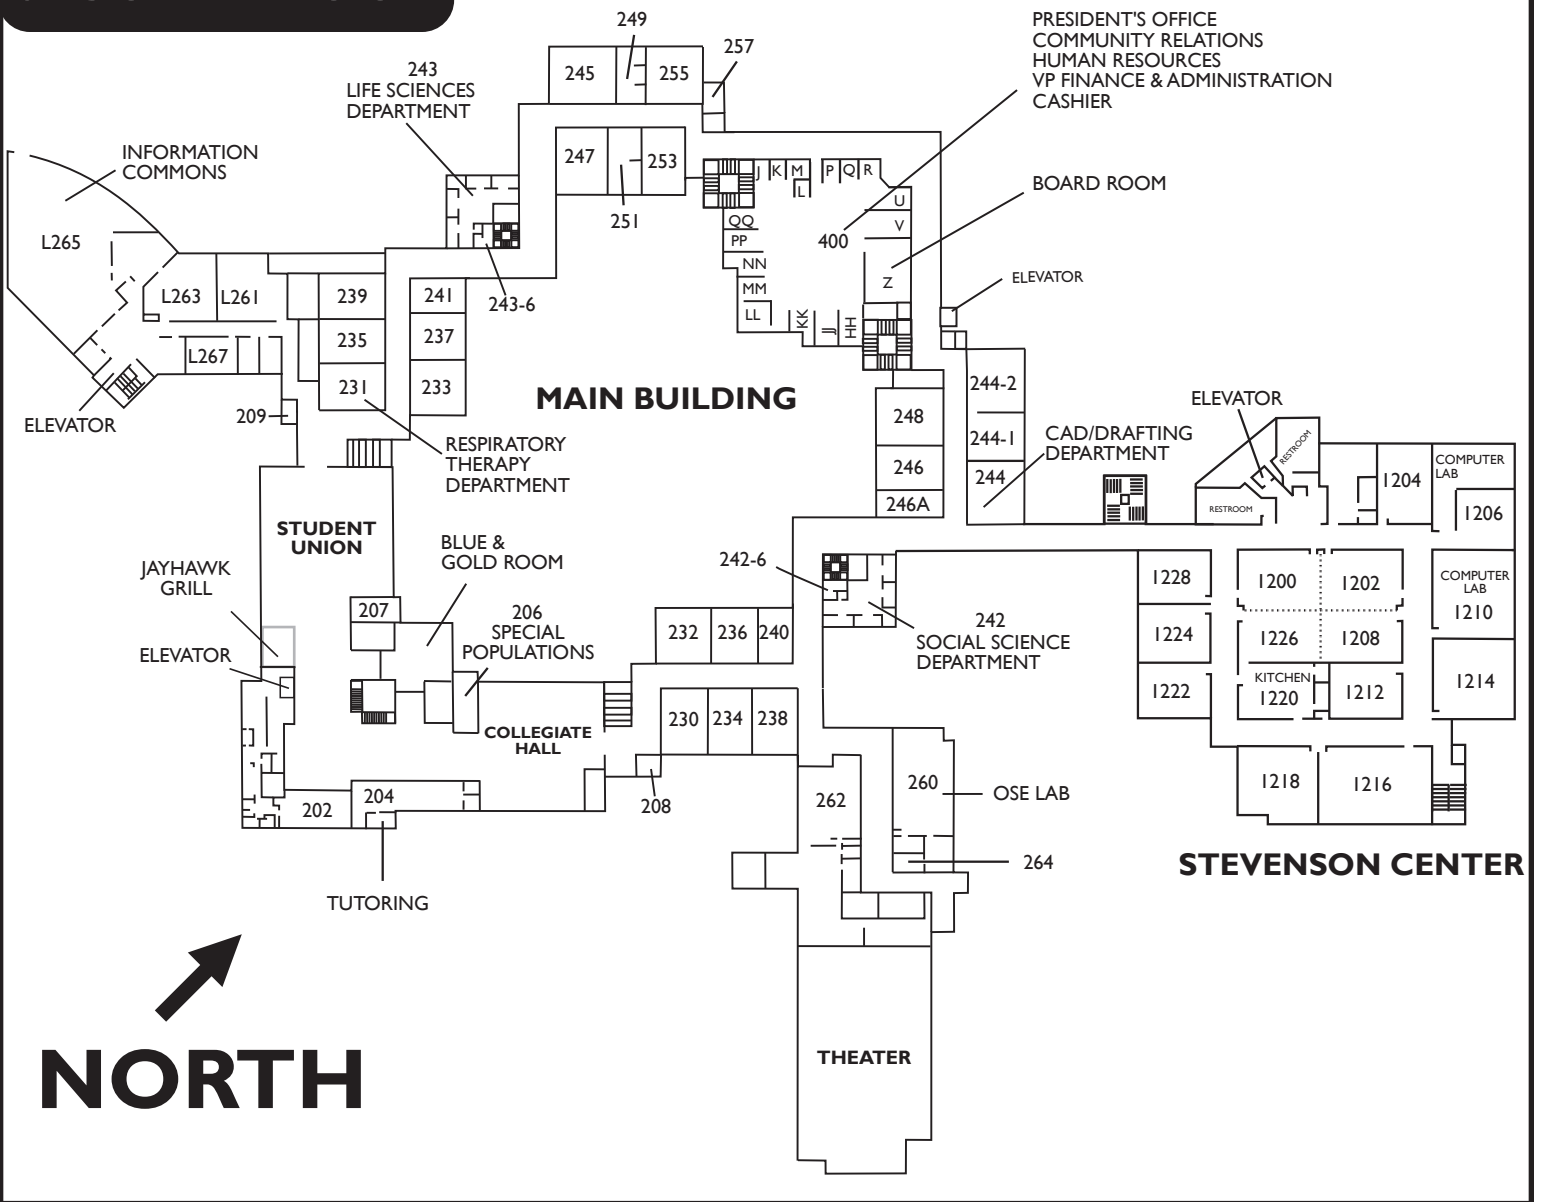 249
257
PRESIDENT'S OFFICE
COMMUNITY RELATIONS
HUMAN RESOURCES
VP FINANCE & ADMINISTRATION
CASHIER
243
LIFE SCIENCES
DEPARTMENT
245
255
INFORMATION
COMMONS
247
253
251
J
K
M
L
P
Q
R
U
V
Z
BOARD ROOM
400
QQ
PP
NN
MM
LL
KK
JJ
HH
ELEVATOR
L265
L263
L261
L267
239
241
243-6
235
237
231
233
MAIN BUILDING
ELEVATOR
209
RESPIRATORY
THERAPY
DEPARTMENT
248
246
246A
244-2
244-1
244
CAD/DRAFTING
DEPARTMENT
ELEVATOR
RESTROOM
RESTROOM
1204
COMPUTER
LAB
1206
STUDENT
UNION
BLUE &
GOLD ROOM
JAYHAWK
GRILL
207
206
SPECIAL
POPULATIONS
ELEVATOR
242-6
242
SOCIAL SCIENCE
DEPARTMENT
232
236
240
1228
1200
1202
COMPUTER
LAB
1210
1224
1226
1208
1222
KITCHEN
1220
1212
1214
COLLEGIATE
HALL
230
234
238
208
202
204
TUTORING
262
260
OSE LAB
264
1218
1216
STEVENSON CENTER
NORTH
THEATER